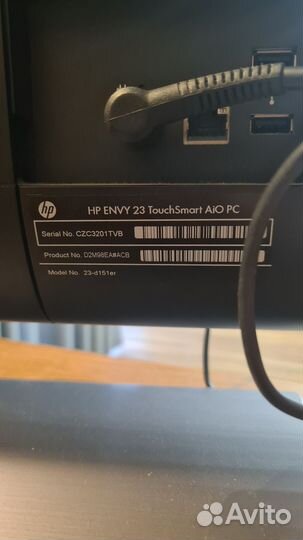 hp
HP ENVY 23 TouchSmart AiO PC
Serial No. CZC3201TVB
Product No. D2M98EA#ACB
Model No. 23-d151er
Avito